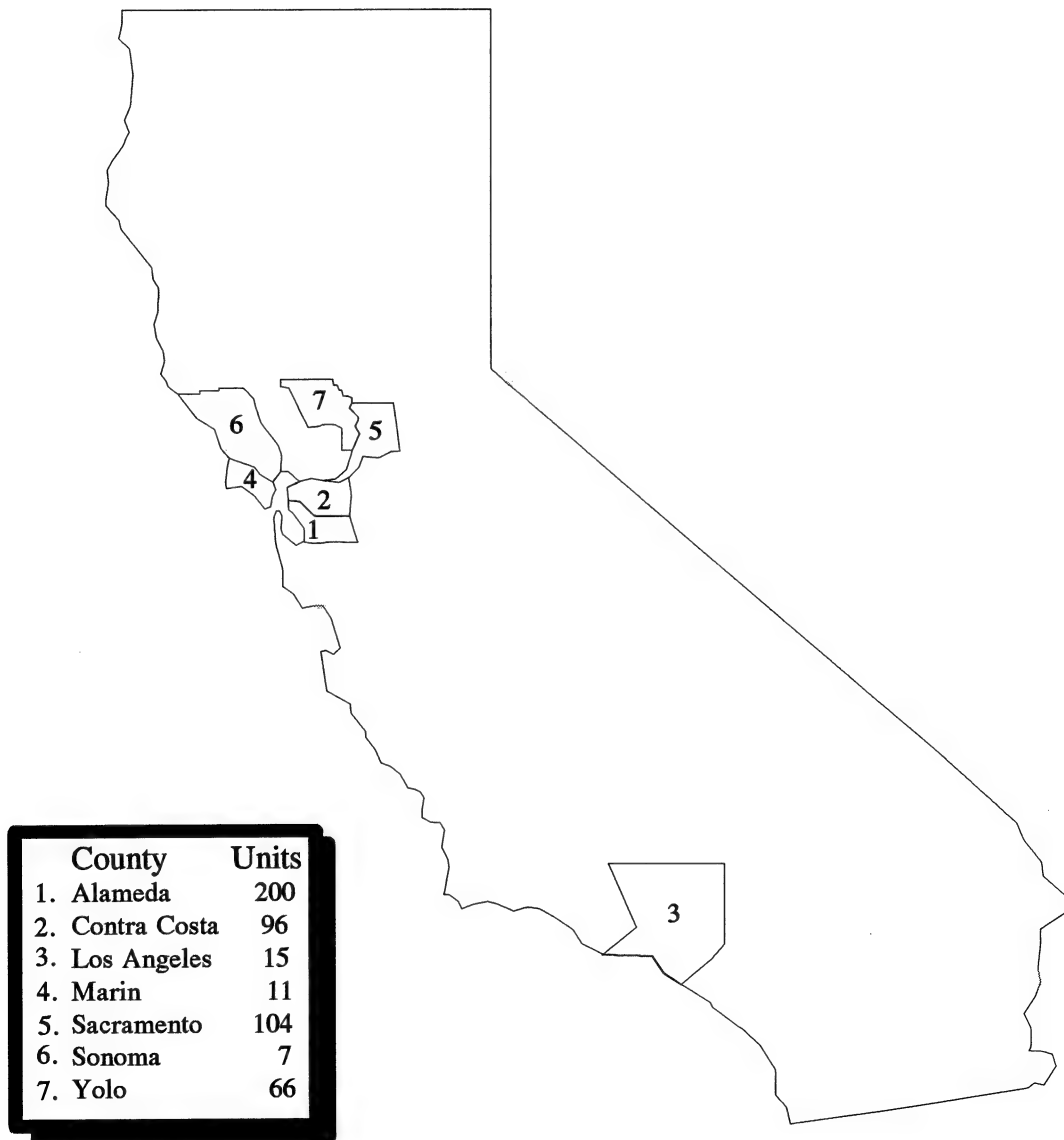 7
6
5
4
2
1
3
County Units
1. Alameda 200
2. Contra Costa 96
3. Los Angeles 15
4. Marin 11
5. Sacramento 104
6. Sonoma 7
7. Yolo 66